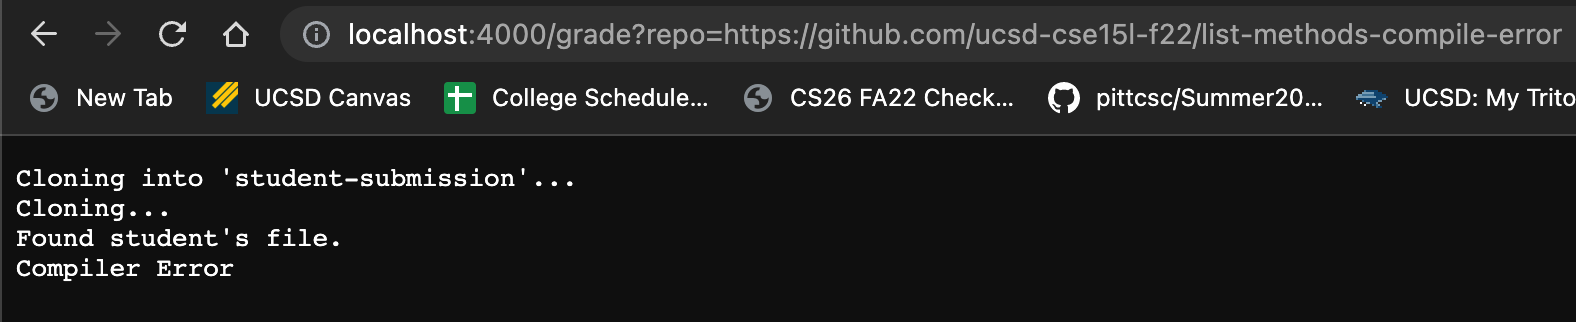 localhost:4000/grade?repo=https://github.com/ucsd-cse15l-f22/list-methods-compile-error
New Tab UCSD Canvas College Schedule... CS26 FA22 Check... pittcsc/Summer20... UCSD: My Trito
Cloning into 'student-submission'...
Cloning...
Found student's file.
Compiler Error